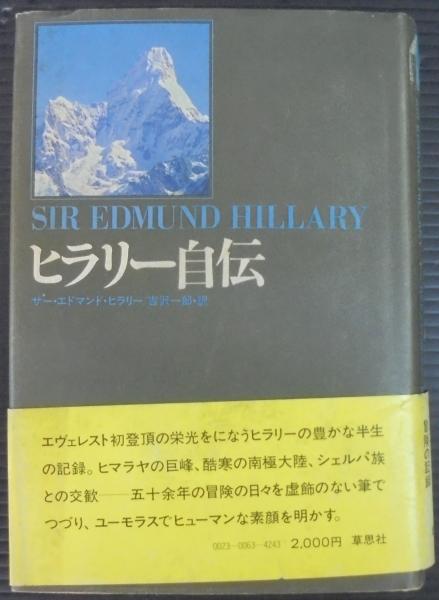 SIR EDMUND HILLARY
ヒラリー自伝
サー・エドマンド・ヒラリー 吉沢一郎・訳
エヴェレスト初登頂の栄光をになうヒラリーの豊かな半生
の記録。ヒマラヤの巨峰、酷寒の南極大陸、シェルパ族
との交歓──五十余年の冒険の日々を虚飾のない筆で
つづり、ユーモラスでヒューマンな素顔を明かす。
0023-0063-4243 2,000円 草思社
冒険の記録